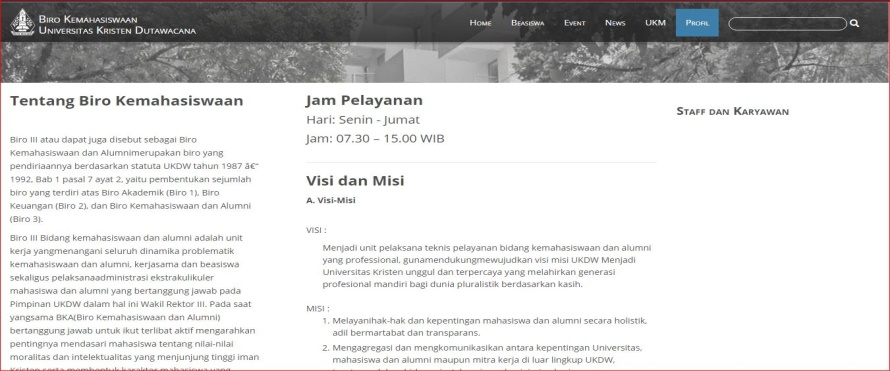 Biro Kemahasiswaan
Universitas Kristen Dutawacana
Home Beasiswa Event News UKM Profil
Tentang Biro Kemahasiswaan
Biro III atau dapat juga disebut sebagai Biro
Kemahasiswaan dan Alumnimerupakan biro yang
pendiriannya berdasarkan statuta UKDW tahun 1987 â€“
1992, Bab 1 pasal 7 ayat 2, yaitu pembentukan sejumlah
biro yang terdiri atas Biro Akademik (Biro 1), Biro
Keuangan (Biro 2), dan Biro Kemahasiswaan dan Alumni
(Biro 3).
Biro III Bidang kemahasiswaan dan alumni adalah unit
kerja yangmenangani seluruh dinamika problematik
kemahasiswaan dan alumni, kerjasama dan beasiswa
sekaligus pelaksanaadministrasi ekstrakulikuler
mahasiswa dan alumni yang bertanggung jawab pada
Pimpinan UKDW dalam hal ini Wakil Rektor III. Pada saat
yangsama BKA(Biro Kemahasiswaan dan Alumni)
bertanggung jawab untuk ikut terlibat aktif mengarahkan
pentingnya mendasari mahasiswa tentang nilai-nilai
moralitas dan intelektualitas yang menjunjung tinggi iman
Kristen serta membentuk karakter mahasiswa yang
Jam Pelayanan
Hari: Senin - Jumat
Jam: 07.30 – 15.00 WIB
Visi dan Misi
A. Visi-Misi
VISI :
Menjadi unit pelaksana teknis pelayanan bidang kemahasiswaan dan alumni
yang professional, gunamendukungmewujudkan visi misi UKDW Menjadi
Universitas Kristen unggul dan terpercaya yang melahirkan generasi
profesional mandiri bagi dunia pluralistik berdasarkan kasih.
MISI :
1. Melayanihak-hak dan kepentingan mahasiswa dan alumni secara holistik,
adil bermartabat dan transparans.
2. Mengagregasi dan mengkomunikasikan antara kepentingan Universitas,
mahasiswa dan alumni maupun mitra kerja di luar lingkup UKDW,
Staff dan Karyawan